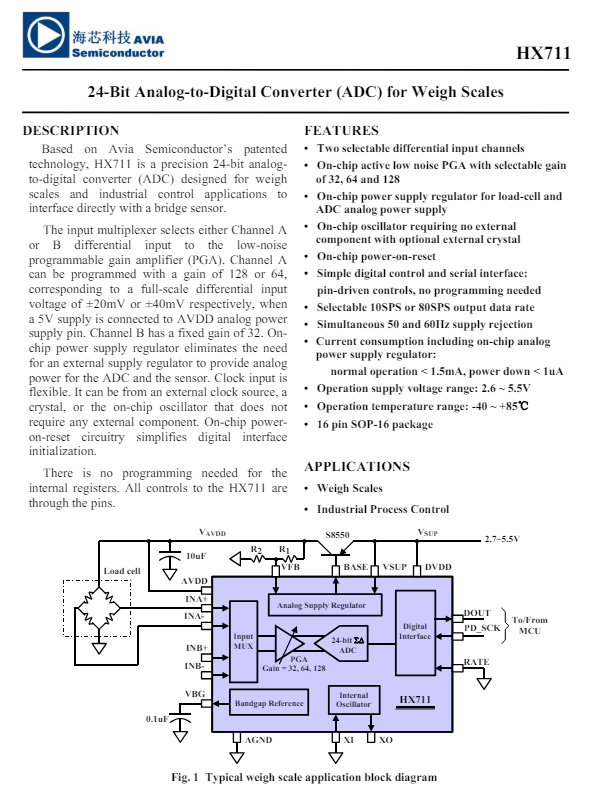 海芯科技 AVIA
Semiconductor
HX711
24-Bit Analog-to-Digital Converter (ADC) for Weigh Scales
DESCRIPTION
Based on Avia Semiconductor's patented
technology, HX711 is a precision 24-bit analog-
to-digital converter (ADC) designed for weigh
scales and industrial control applications to
interface directly with a bridge sensor.
The input multiplexer selects either Channel A
or B differential input to the low-noise
programmable gain amplifier (PGA). Channel A
can be programmed with a gain of 128 or 64,
corresponding to a full-scale differential input
voltage of ±20mV or ±40mV respectively, when
a 5V supply is connected to AVDD analog power
supply pin. Channel B has a fixed gain of 32. On-
chip power supply regulator eliminates the need
for an external supply regulator to provide analog
power for the ADC and the sensor. Clock input is
flexible. It can be from an external clock source, a
crystal, or the on-chip oscillator that does not
require any external component. On-chip power-
on-reset circuitry simplifies digital interface
initialization.
There is no programming needed for the
internal registers. All controls to the HX711 are
through the pins.
FEATURES
• Two selectable differential input channels
• On-chip active low noise PGA with selectable gain
of 32, 64 and 128
• On-chip power supply regulator for load-cell and
ADC analog power supply
• On-chip oscillator requiring no external
component with optional external crystal
• On-chip power-on-reset
• Simple digital control and serial interface:
pin-driven controls, no programming needed
• Selectable 10SPS or 80SPS output data rate
• Simultaneous 50 and 60Hz supply rejection
• Current consumption including on-chip analog
power supply regulator:
normal operation < 1.5mA, power down < 1uA
• Operation supply voltage range: 2.6 ~ 5.5V
• Operation temperature range: -40 ~ +85℃
• 16 pin SOP-16 package
APPLICATIONS
• Weigh Scales
• Industrial Process Control
VAVDD
S8550
VSUP
2.7~5.5V
10uF
R2
R1
Load cell
VFB
BASE
VSUP
DVDD
AVDD
INA+
INA-
INB+
INB-
VBG
0.1uF
Analog Supply Regulator
Input
MUX
PGA
Gain = 32, 64, 128
24-bit ΣΔ
ADC
Digital
Interface
DOUT
PD_SCK
To/From
MCU
RATE
Bandgap Reference
Internal
Oscillator
HX711
AGND
XI
XO
Fig. 1 Typical weigh scale application block diagram